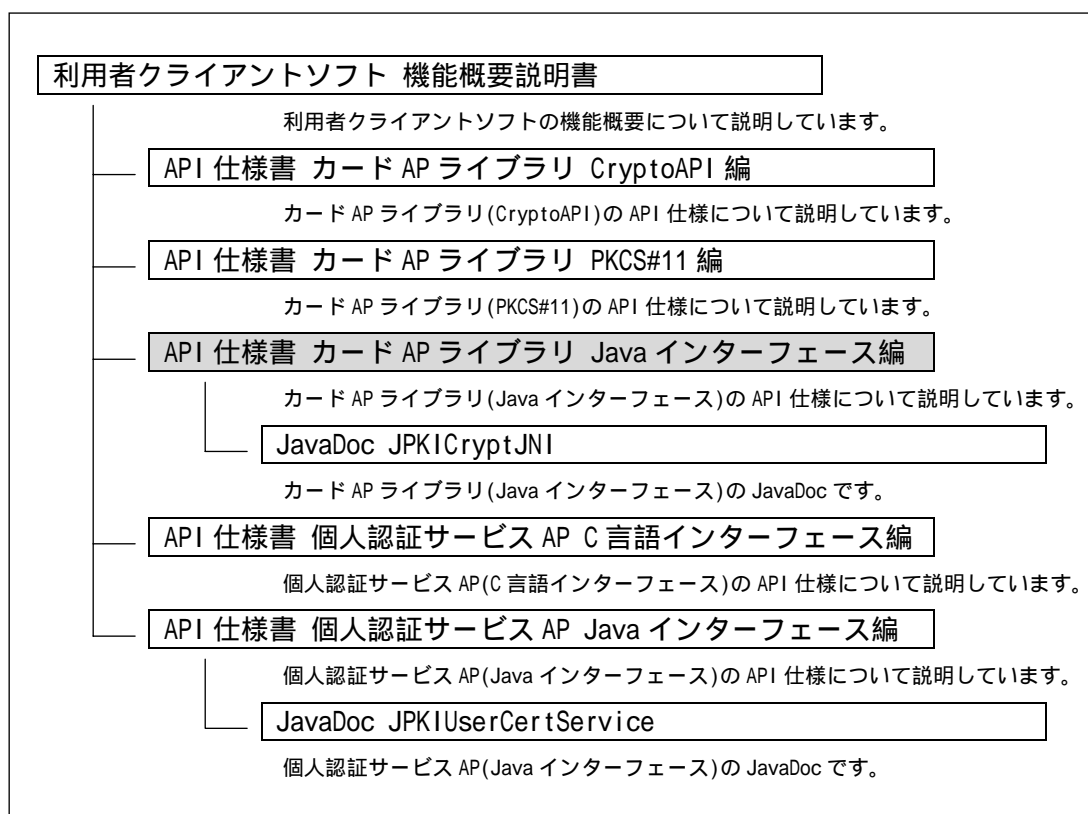 利用者クライアントソフト 機能概要説明書
利用者クライアントソフトの機能概要について説明しています。
API 仕様書 カード AP ライブラリ CryptoAPI 編
カード AP ライブラリ(CryptoAPI)の API 仕様について説明しています。
API 仕様書 カード AP ライブラリ PKCS#11 編
カード AP ライブラリ(PKCS#11)の API 仕様について説明しています。
API 仕様書 カード AP ライブラリ Java インターフェース編
カード AP ライブラリ(Java インターフェース)の API 仕様について説明しています。
JavaDoc JPKICryptJNI
カード AP ライブラリ(Java インターフェース)の JavaDoc です。
API 仕様書 個人認証サービス AP C 言語インターフェース編
個人認証サービス AP(C 言語インターフェース)の API 仕様について説明しています。
API 仕様書 個人認証サービス AP Java インターフェース編
個人認証サービス AP(Java インターフェース)の API 仕様について説明しています。
JavaDoc JPKIUserCertService
個人認証サービス AP(Java インターフェース)の JavaDoc です。